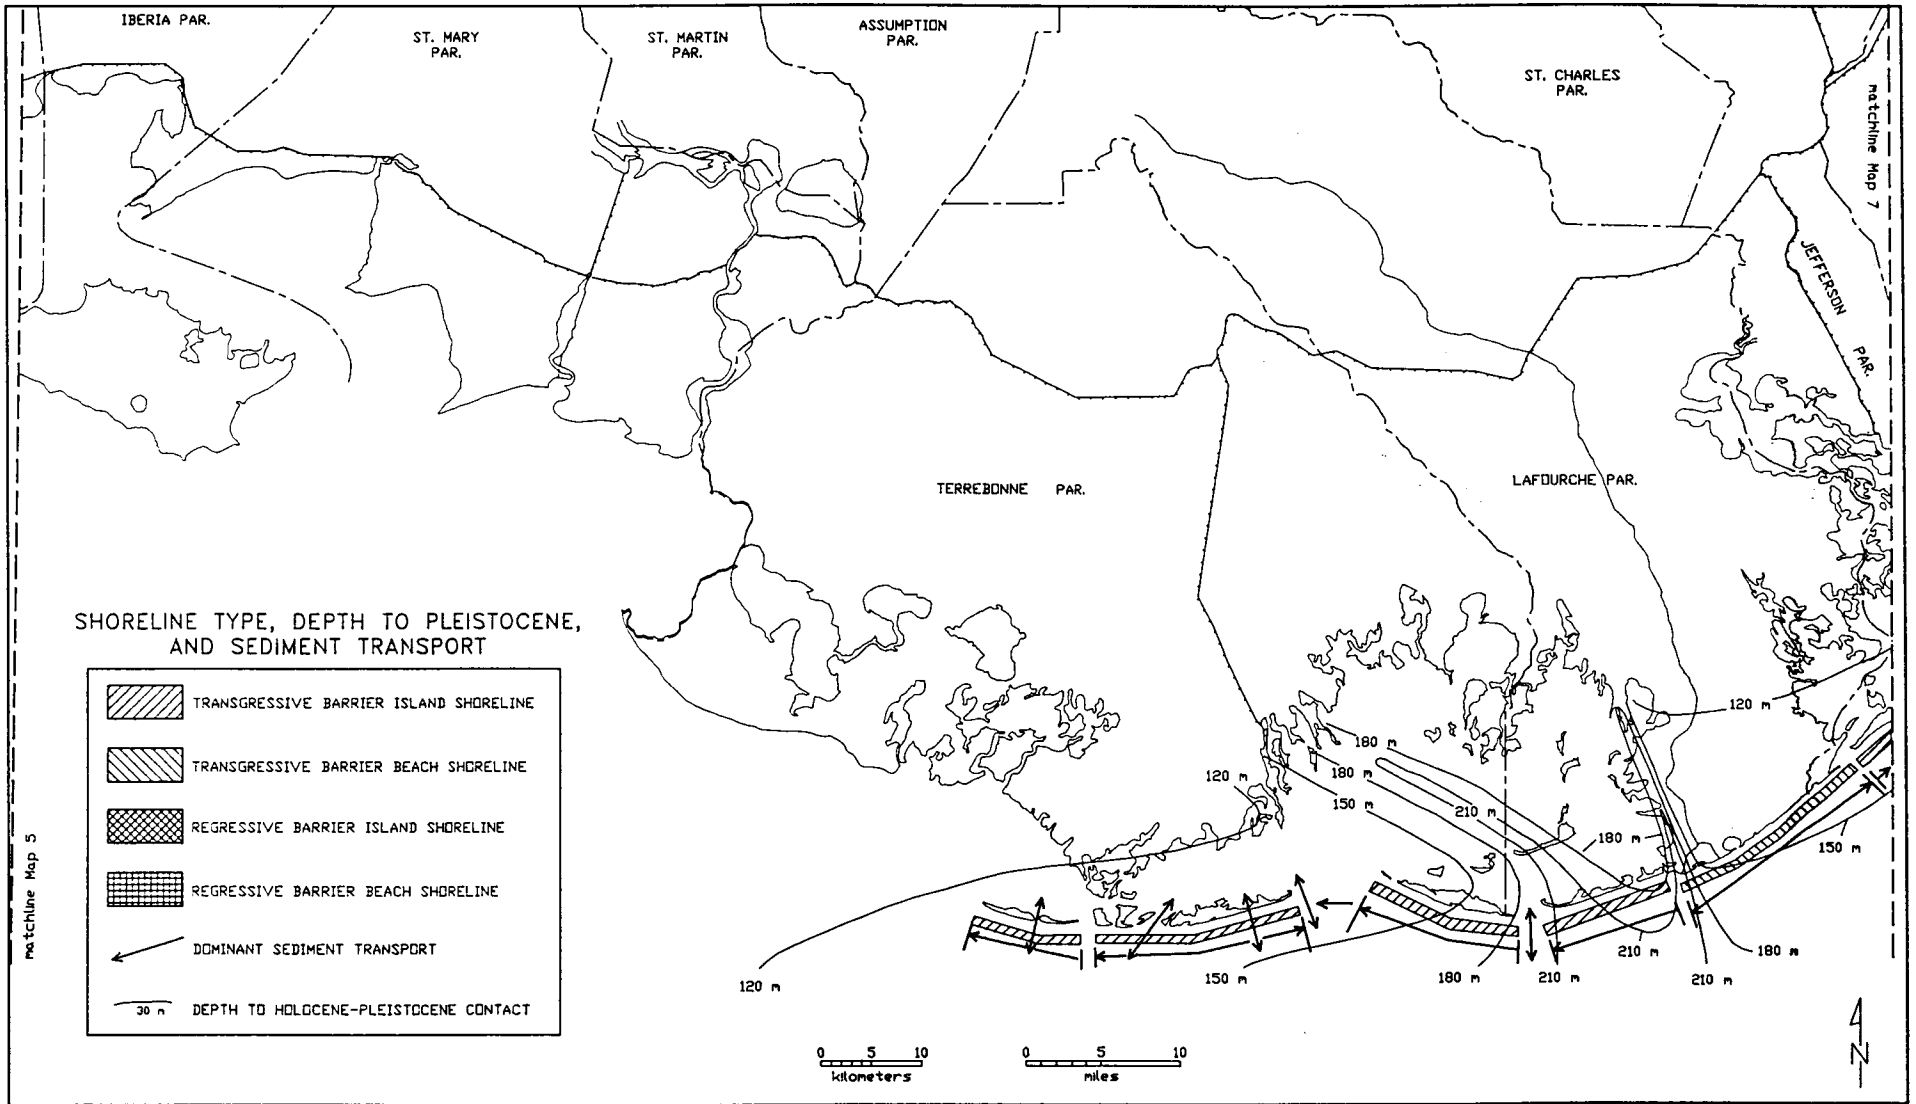 IBERIA PAR.
ST. MARY
PAR.
ST. MARTIN
PAR.
ASSUMPTION
PAR.
ST. CHARLES
PAR.
matchline Map 7
JEFFERSON
PAR.
TERREBONNE PAR.
LAFOURCHE PAR.
SHORELINE TYPE, DEPTH TO PLEISTOCENE,
AND SEDIMENT TRANSPORT
TRANSGRESSIVE BARRIER ISLAND SHORELINE
TRANSGRESSIVE BARRIER BEACH SHORELINE
REGRESSIVE BARRIER ISLAND SHORELINE
REGRESSIVE BARRIER BEACH SHORELINE
DOMINANT SEDIMENT TRANSPORT
30 m DEPTH TO HOLOCENE-PLEISTOCENE CONTACT
matchline Map 5
120 m
180 m
120 m
180 m
150 m
210 m
180 m
150 m
120 m
150 m
180 m
210 m
210 m
210 m
180 m
0 5 10
kilometers
0 5 10
miles
N